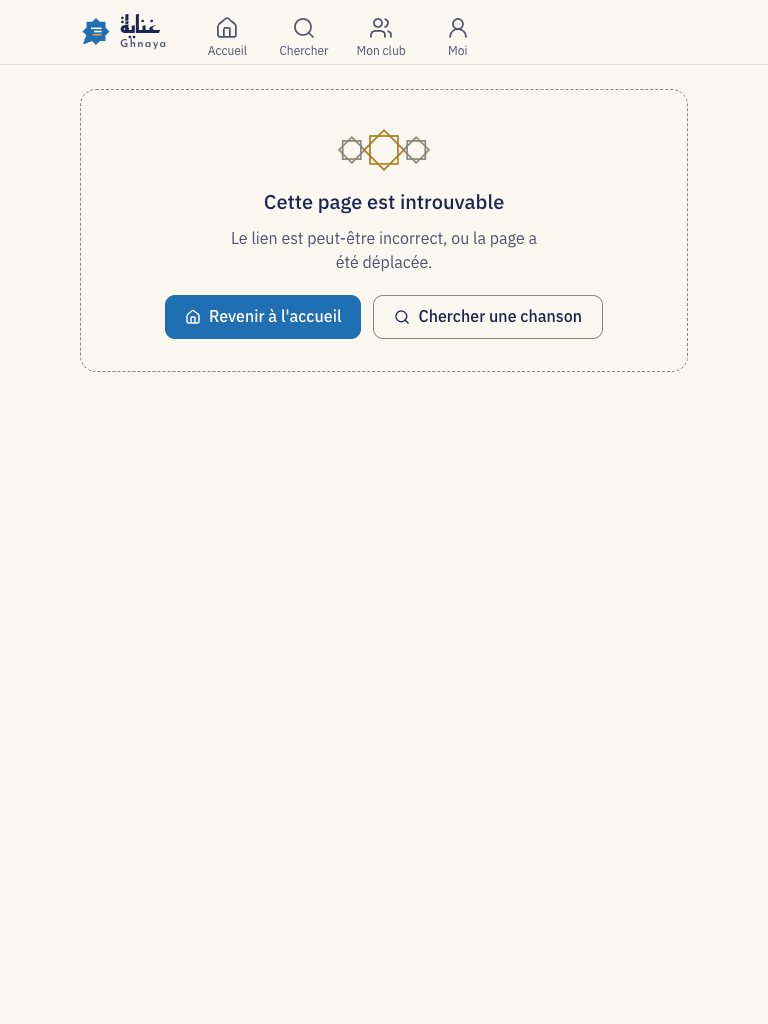 غناية
Ghnaya
Accueil
Chercher
Mon club
Moi
Cette page est introuvable
Le lien est peut-être incorrect, ou la page a
été déplacée.
Revenir à l'accueil
Chercher une chanson